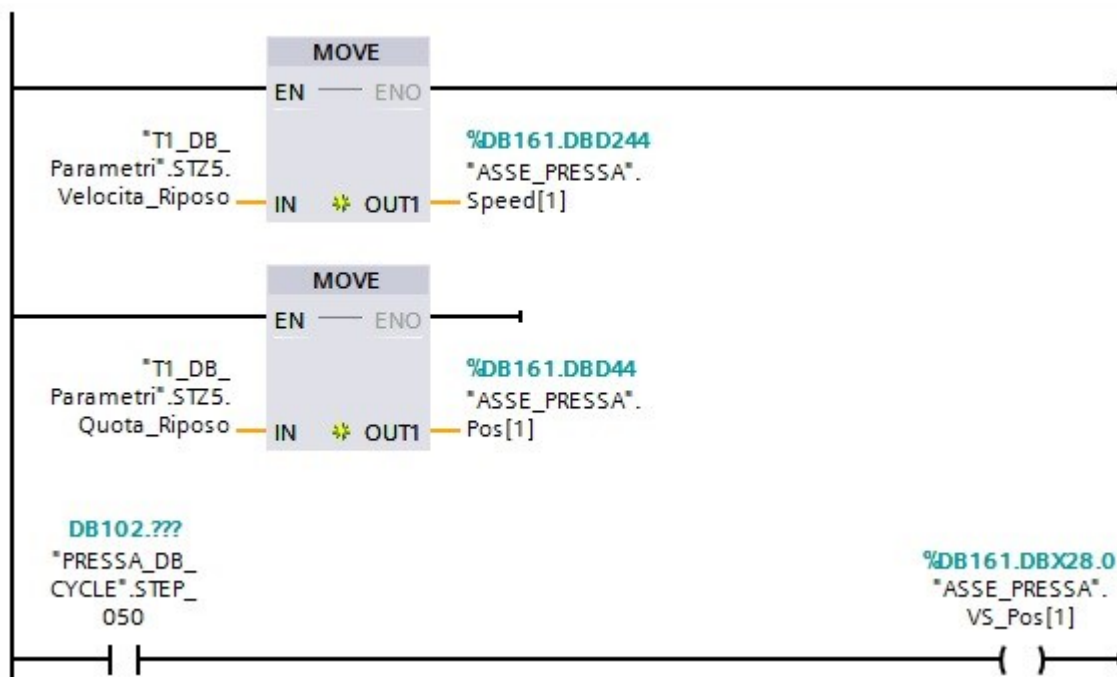 MOVE
EN ENO
"T1_DB_
Parametri".STZ5.
Velocita_Riposo
IN OUT1
%DB161.DBD244
"ASSE_PRESSA".
Speed[1]
MOVE
EN ENO
"T1_DB_
Parametri".STZ5.
Quota_Riposo
IN OUT1
%DB161.DBD44
"ASSE_PRESSA".
Pos[1]
DB102.???
"PRESSA_DB_
CYCLE".STEP_
050
%DB161.DBX28.0
"ASSE_PRESSA".
VS_Pos[1]